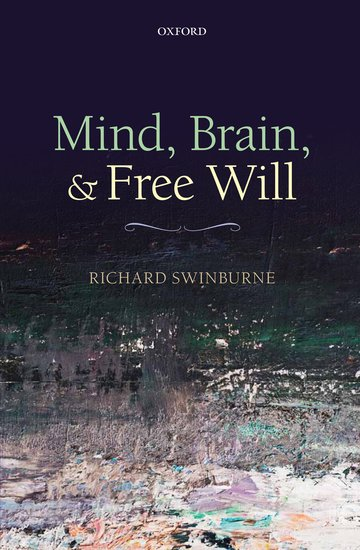 OXFORD
Mind, Brain,
& Free Will
RICHARD SWINBURNE